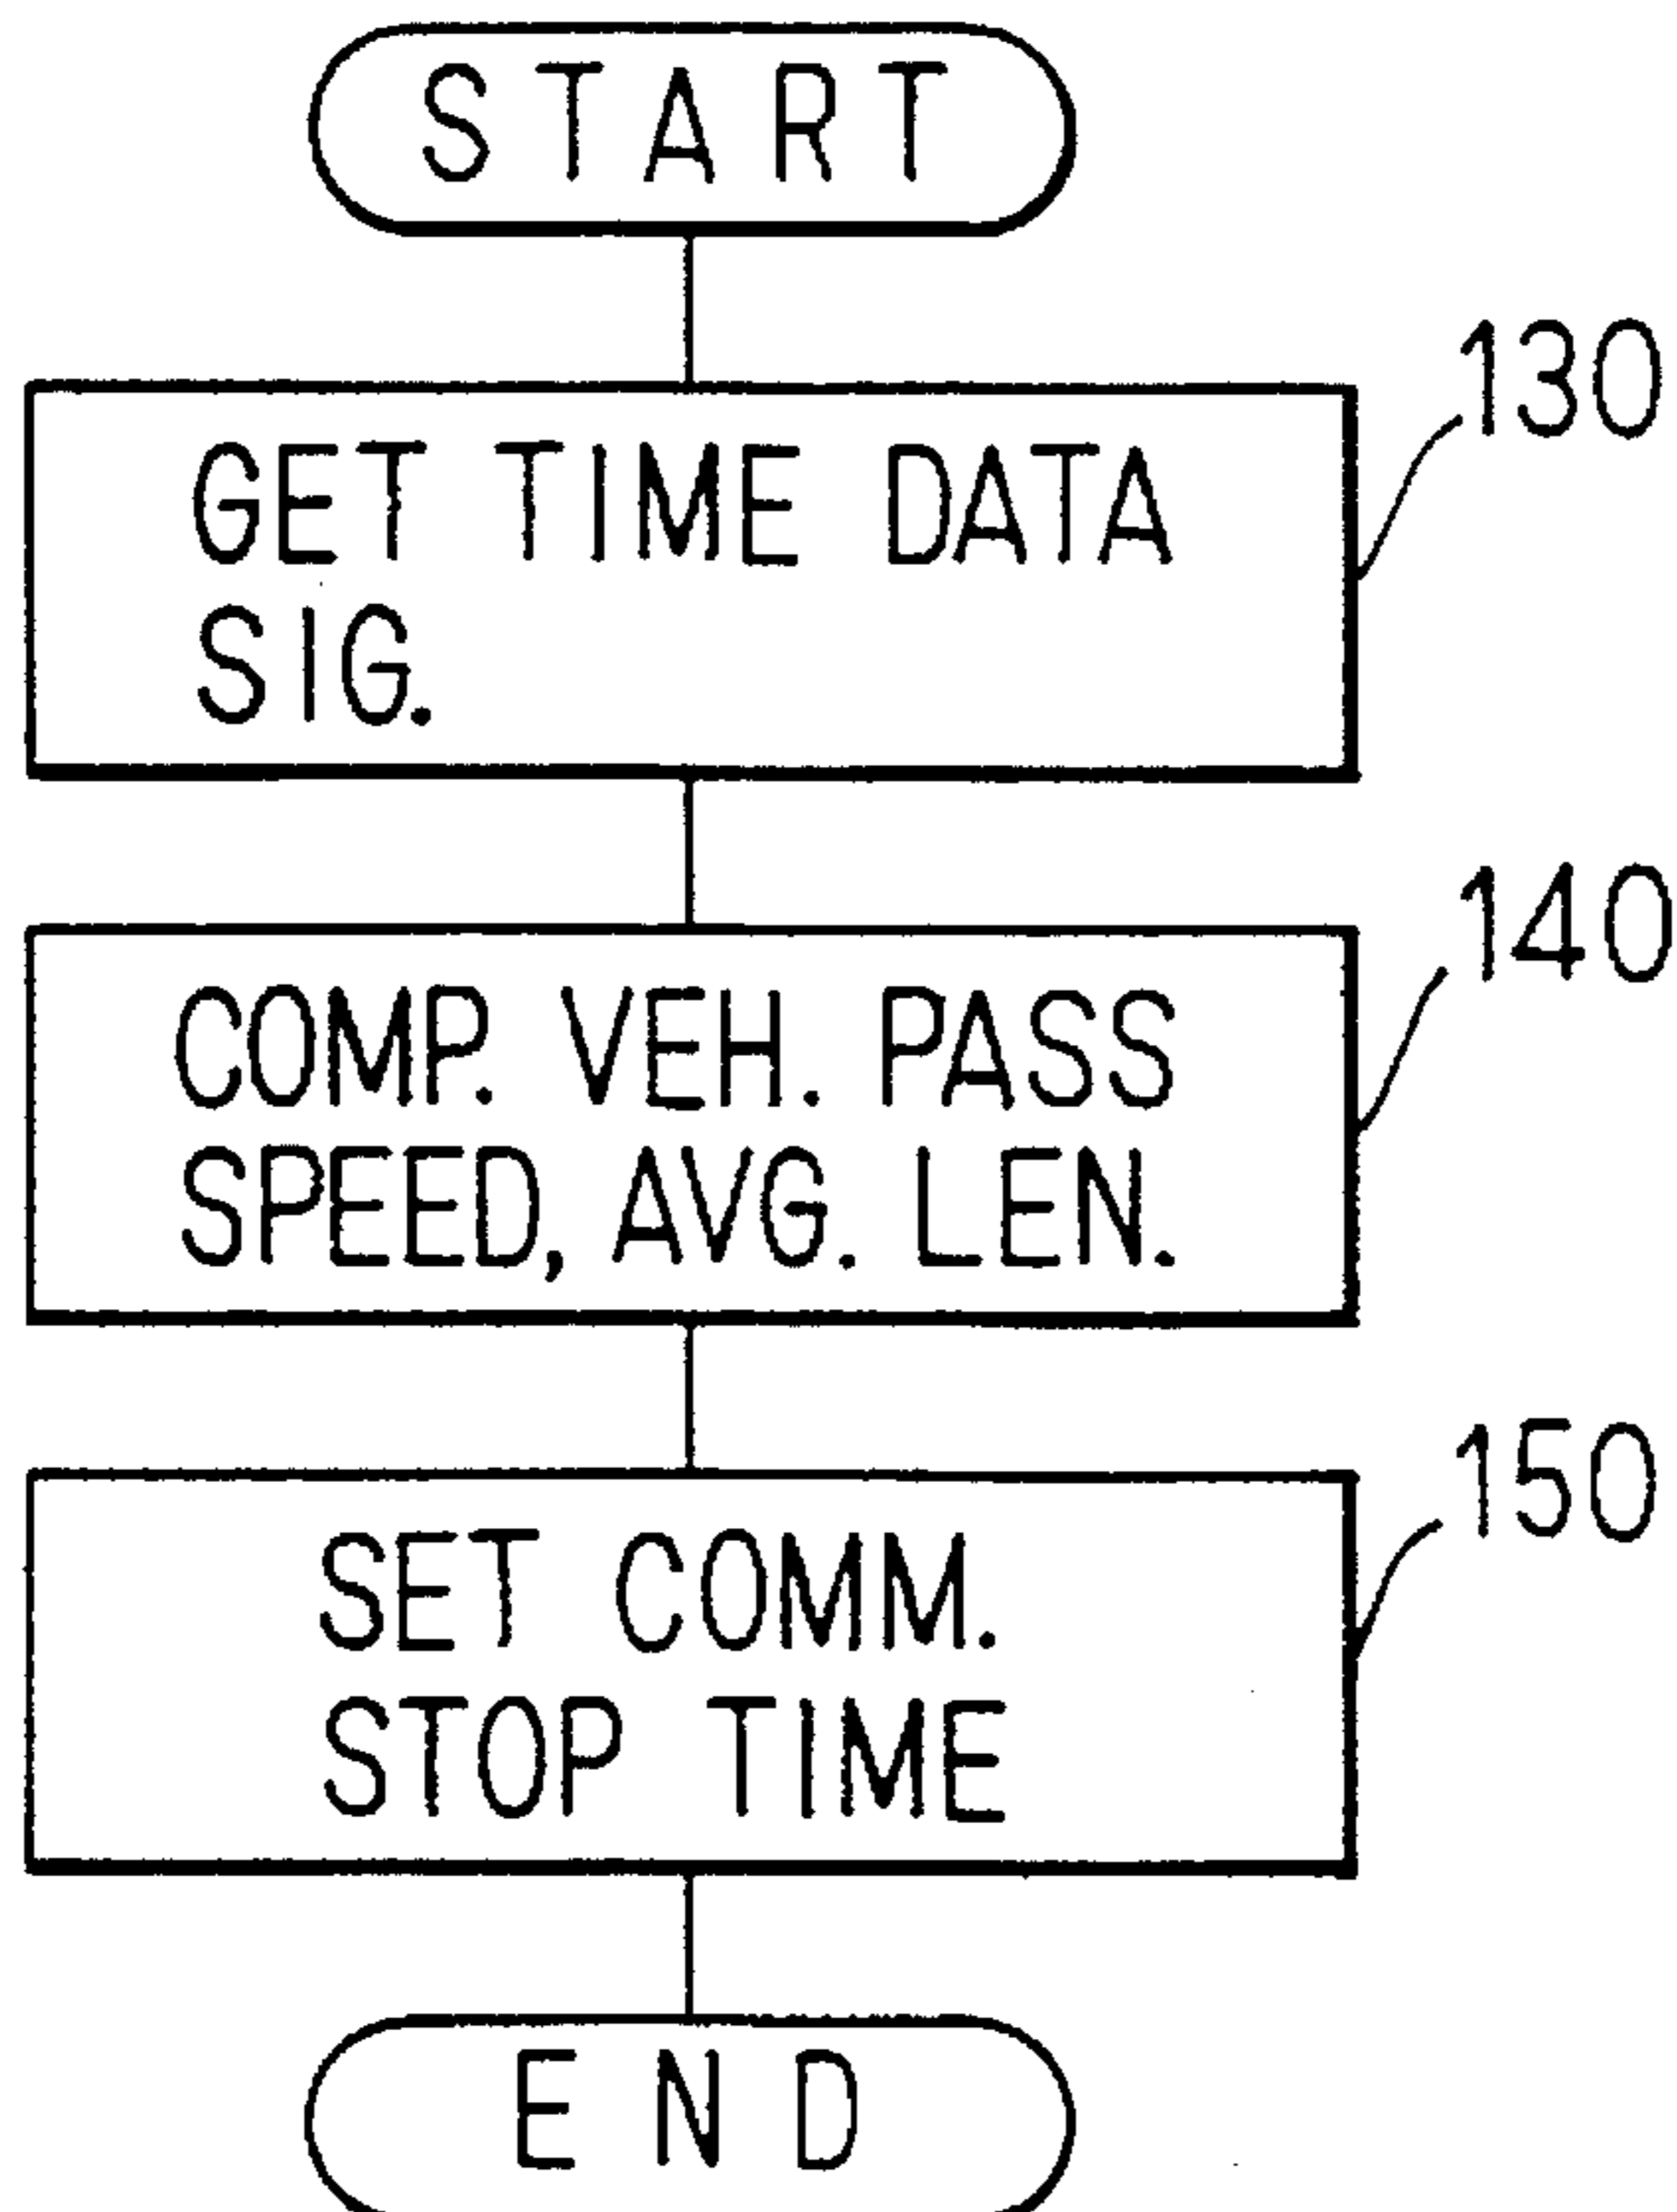 START
130
GET TIME DATA
SIG.
140
COMP. VEH. PASS
SPEED, AVG. LEN.
150
SET COMM.
STOP TIME
END